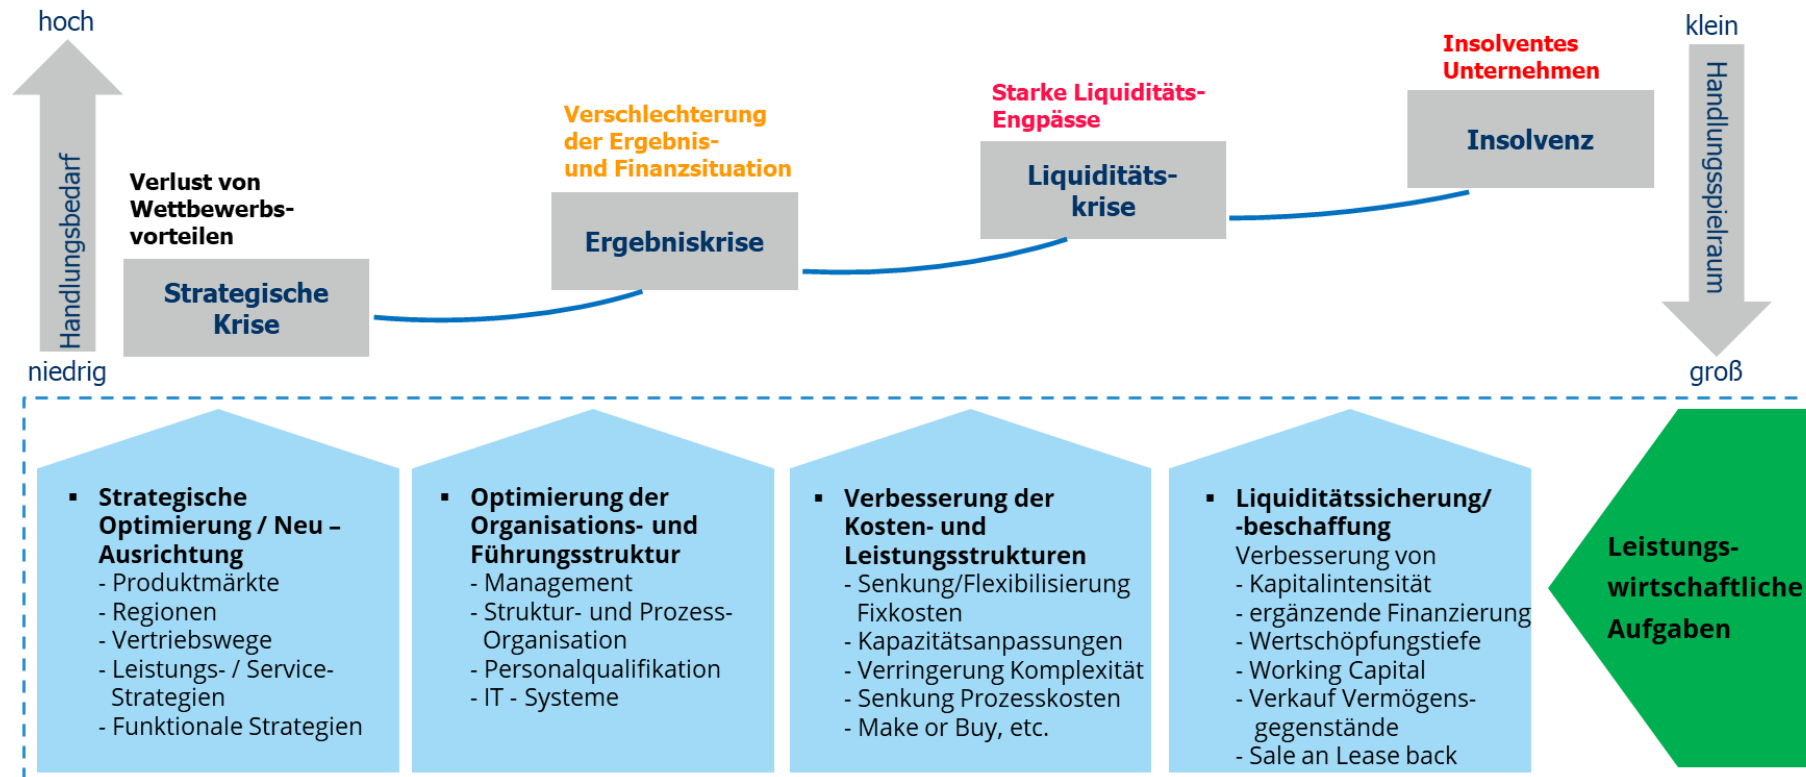 hoch
Handlungsbedarf
niedrig
Verlust von
Wettbewerbs-
vorteilen
Strategische
Krise
Verschlechterung
der Ergebnis-
und Finanzsituation
Ergebniskrise
Starke Liquiditäts-
Engpässe
Liquiditäts-
krise
Insolventes
Unternehmen
Insolvenz
klein
Handlungsspielraum
groß
▪ Strategische
Optimierung / Neu –
Ausrichtung
- Produktmärkte
- Regionen
- Vertriebswege
- Leistungs- / Service-
Strategien
- Funktionale Strategien
▪ Optimierung der
Organisations- und
Führungsstruktur
- Management
- Struktur- und Prozess-
Organisation
- Personalqualifikation
- IT - Systeme
▪ Verbesserung der
Kosten- und
Leistungsstrukturen
- Senkung/Flexibilisierung
Fixkosten
- Kapazitätsanpassungen
- Verringerung Komplexität
- Senkung Prozesskosten
- Make or Buy, etc.
▪ Liquiditätssicherung/
-beschaffung
Verbesserung von
- Kapitalintensität
- ergänzende Finanzierung
- Wertschöpfungstiefe
- Working Capital
- Verkauf Vermögens-
gegenstände
- Sale an Lease back
Leistungs-
wirtschaftliche
Aufgaben